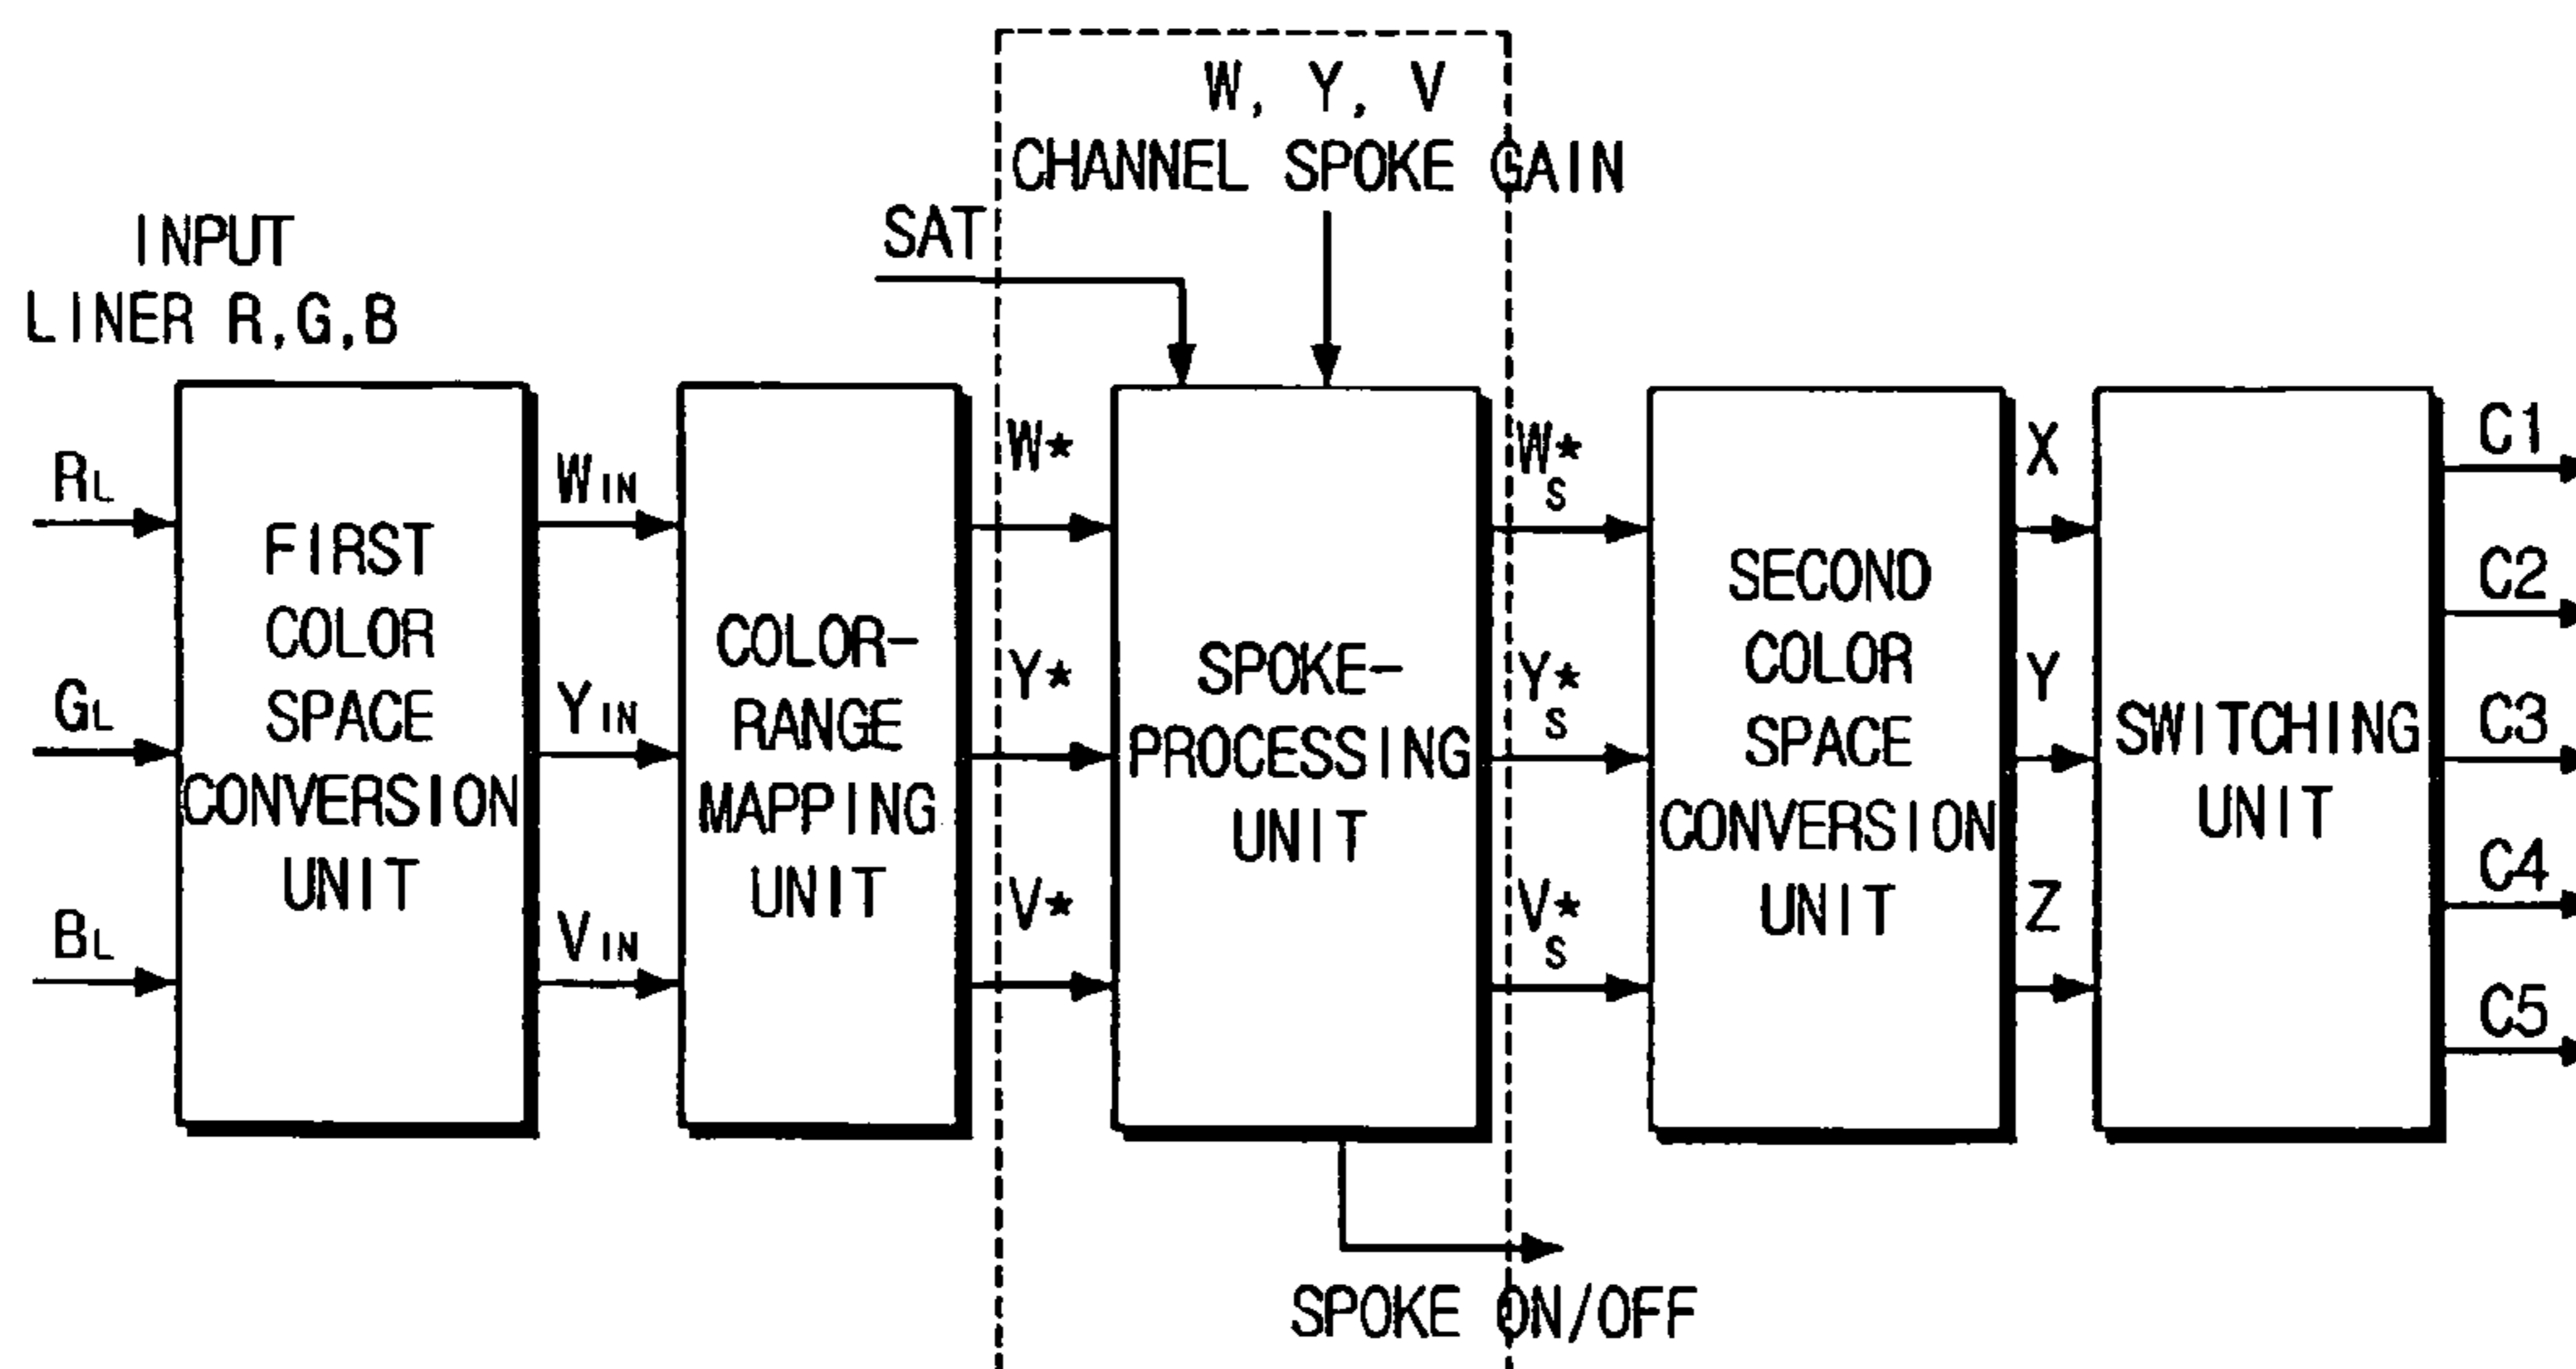 W, Y, V
CHANNEL SPOKE GAIN
SAT
INPUT
LINER R,G,B
RL
GL
BL
FIRST
COLOR
SPACE
CONVERSION
UNIT
WIN
YIN
VIN
COLOR-
RANGE
MAPPING
UNIT
W*
Y*
V*
SPOKE-
PROCESSING
UNIT
W*S
Y*S
V*S
SECOND
COLOR
SPACE
CONVERSION
UNIT
X
Y
Z
SWITCHING
UNIT
C1
C2
C3
C4
C5
SPOKE ON/OFF